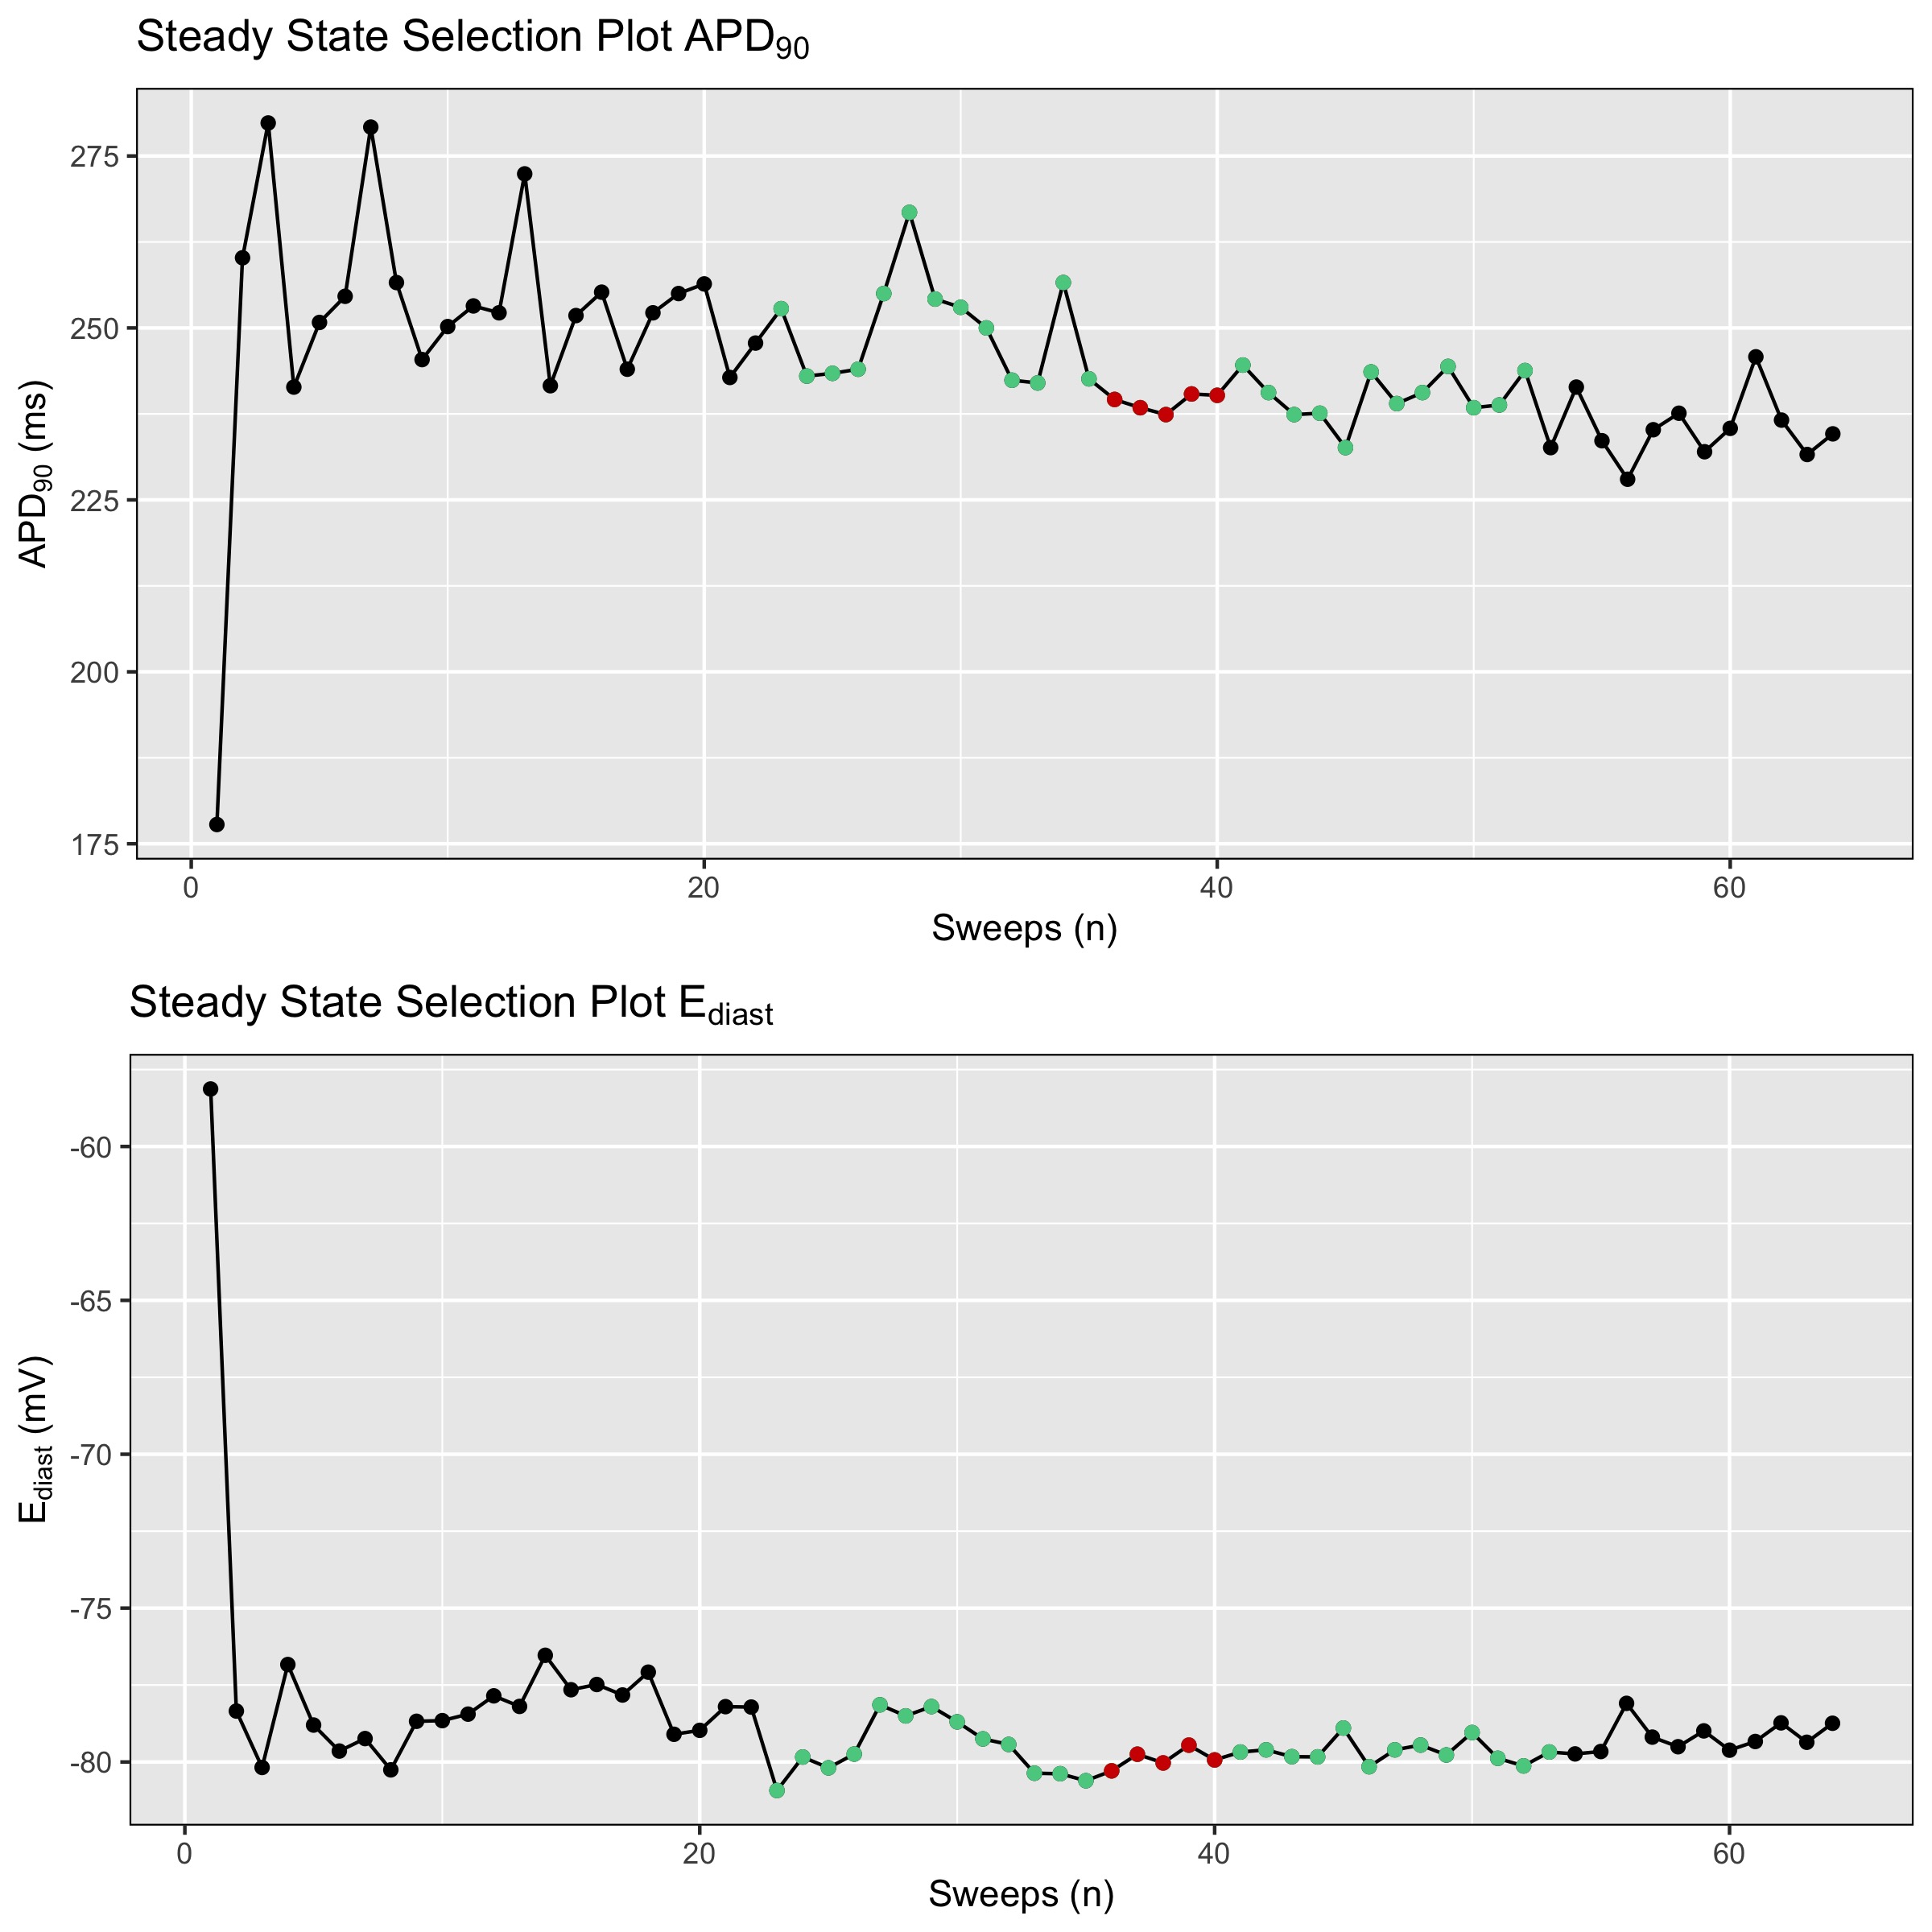 Steady State Selection Plot APD90
APD90 (ms)
275
250
225
200
175
0 20 40 60
Sweeps (n)
Steady State Selection Plot Ediast
Ediast (mV)
-60
-65
-70
-75
-80
0 20 40 60
Sweeps (n)